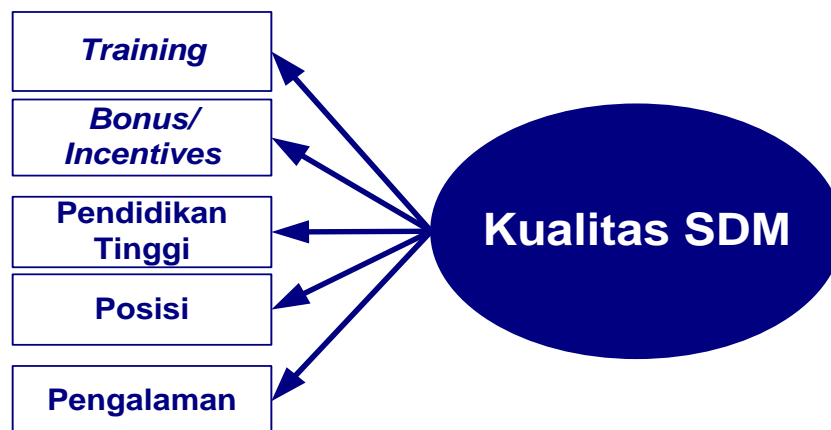 Training
Bonus/
Incentives
Pendidikan
Tinggi
Posisi
Pengalaman
Kualitas SDM